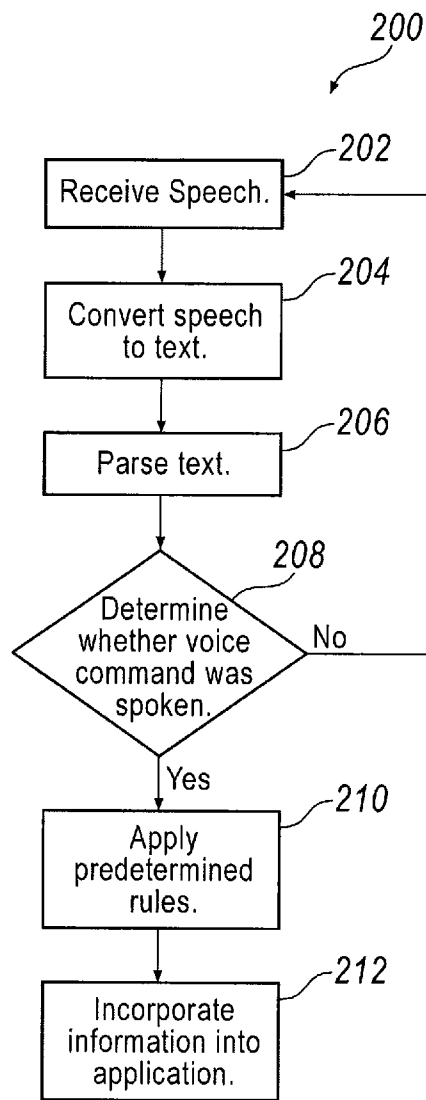 200
202
Receive Speech.
204
Convert speech
to text.
206
Parse text.
208
Determine
whether voice
command was
spoken.
No
Yes
210
Apply
predetermined
rules.
212
Incorporate
information into
application.